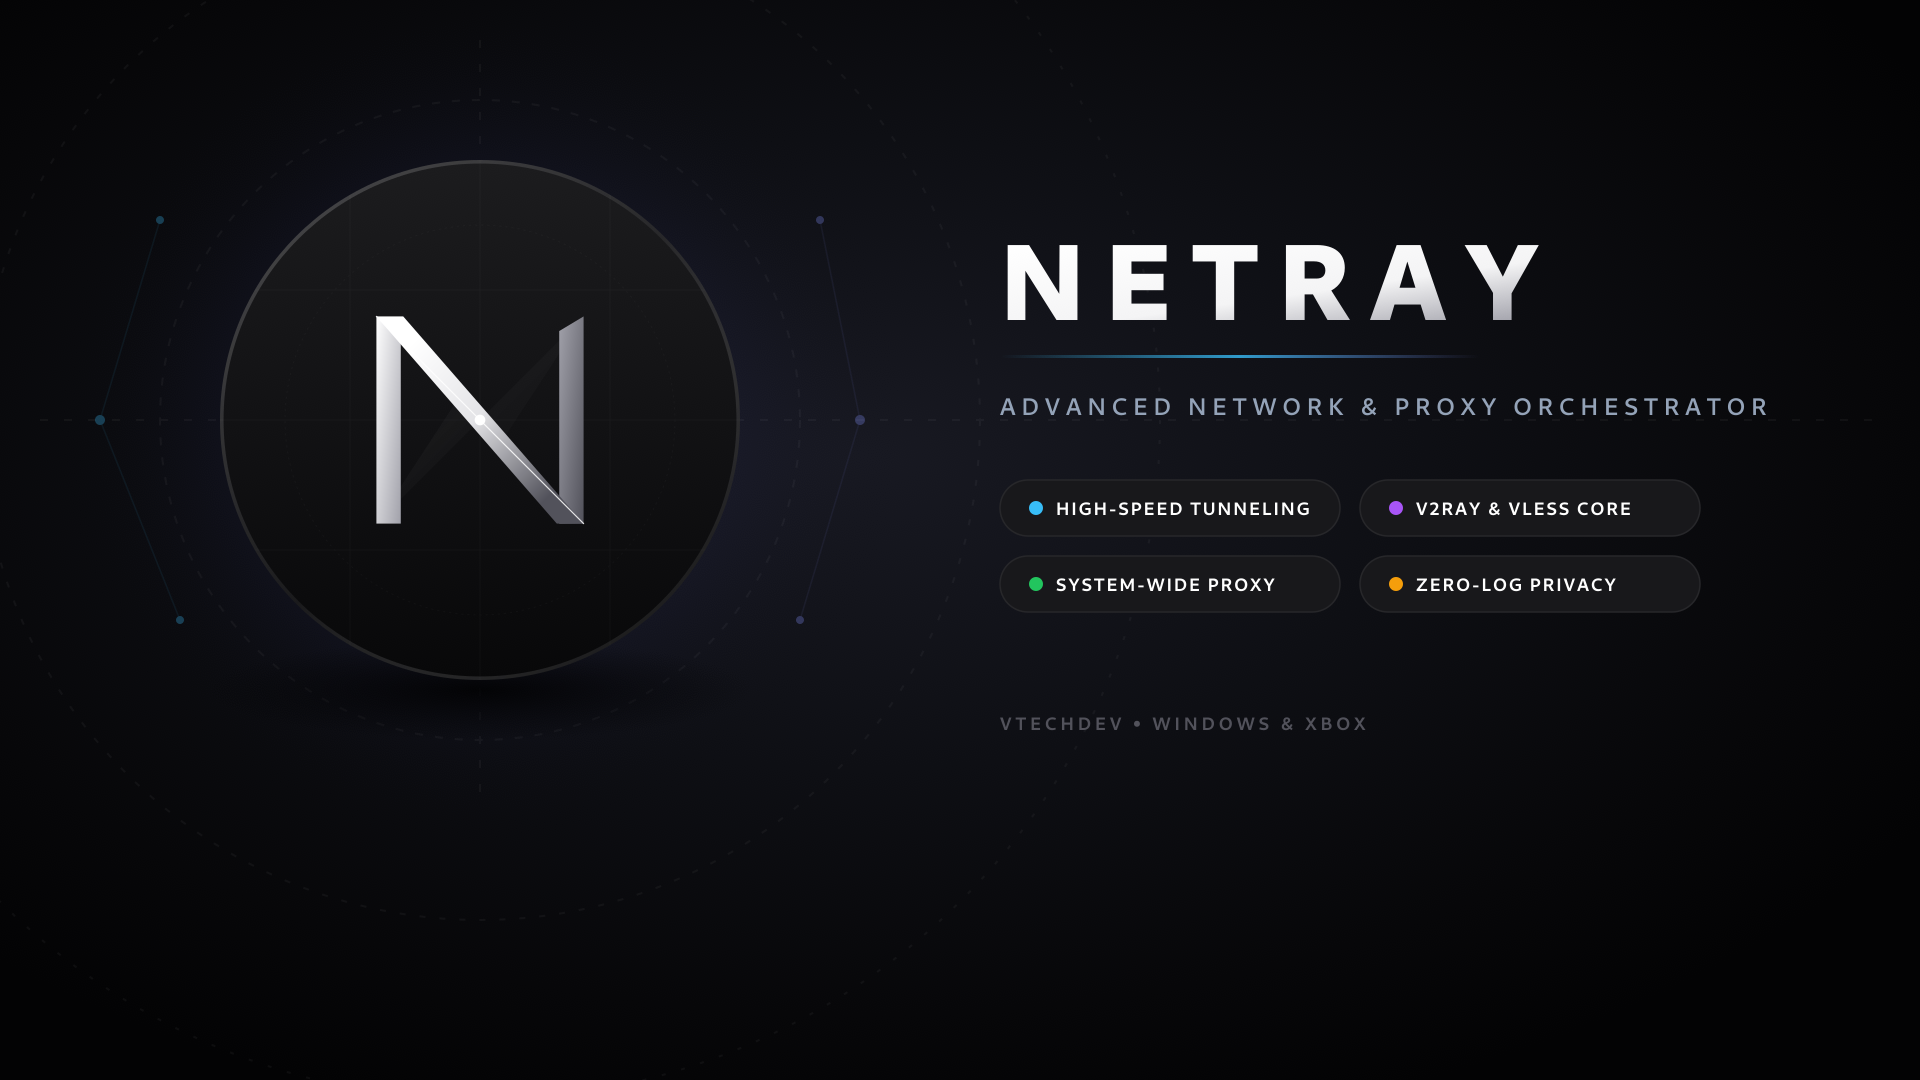 N
NETRAY
ADVANCED NETWORK & PROXY ORCHESTRATOR
HIGH-SPEED TUNNELING
V2RAY & VLESS CORE
SYSTEM-WIDE PROXY
ZERO-LOG PRIVACY
VTECHDEV • WINDOWS & XBOX